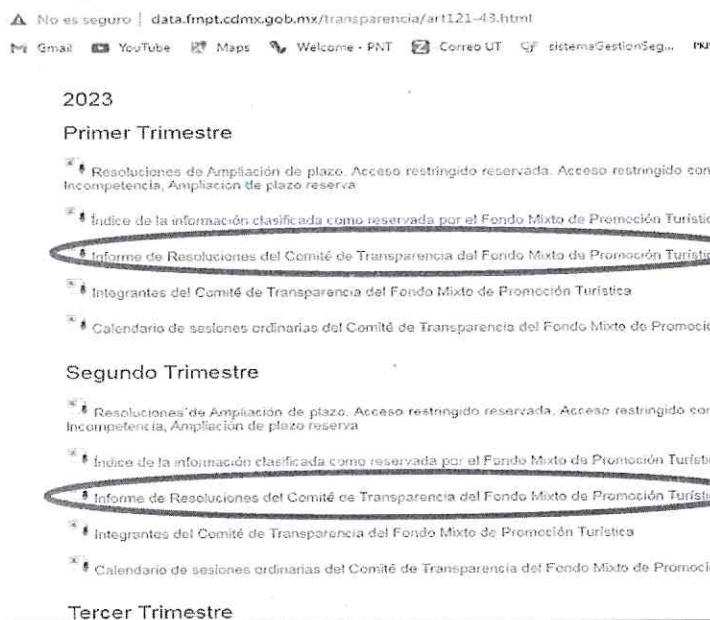 No es seguro | data.fmpt.cdmx.gob.mx/transparencia/art121-43.html
Gmail YouTube Maps Welcome - PNT Correo UT sistemaGestionSeg...
2023
Primer Trimestre
Resoluciones de Ampliación de plazo. Acceso restringido reservada. Acceso restringido con
Incompetencia, Ampliación de plazo reserva
Índice de la información clasificada como reservada por el Fondo Mixto de Promoción Turístic
Informe de Resoluciones del Comité de Transparencia del Fondo Mixto de Promoción Turístic
Integrantes del Comité de Transparencia del Fondo Mixto de Promoción Turística
Calendario de sesiones ordinarias del Comité de Transparencia del Fondo Mixto de Promoció
Segundo Trimestre
Resoluciones de Ampliación de plazo. Acceso restringido reservada. Acceso restringido con
Incompetencia, Ampliación de plazo reserva
Índice de la información clasificada como reservada por el Fondo Mixto de Promoción Turísti
Informe de Resoluciones del Comité de Transparencia del Fondo Mixto de Promoción Turístic
Integrantes del Comité de Transparencia del Fondo Mixto de Promoción Turística
Calendario de sesiones ordinarias del Comité de Transparencia del Fondo Mixto de Promoci
Tercer Trimestre